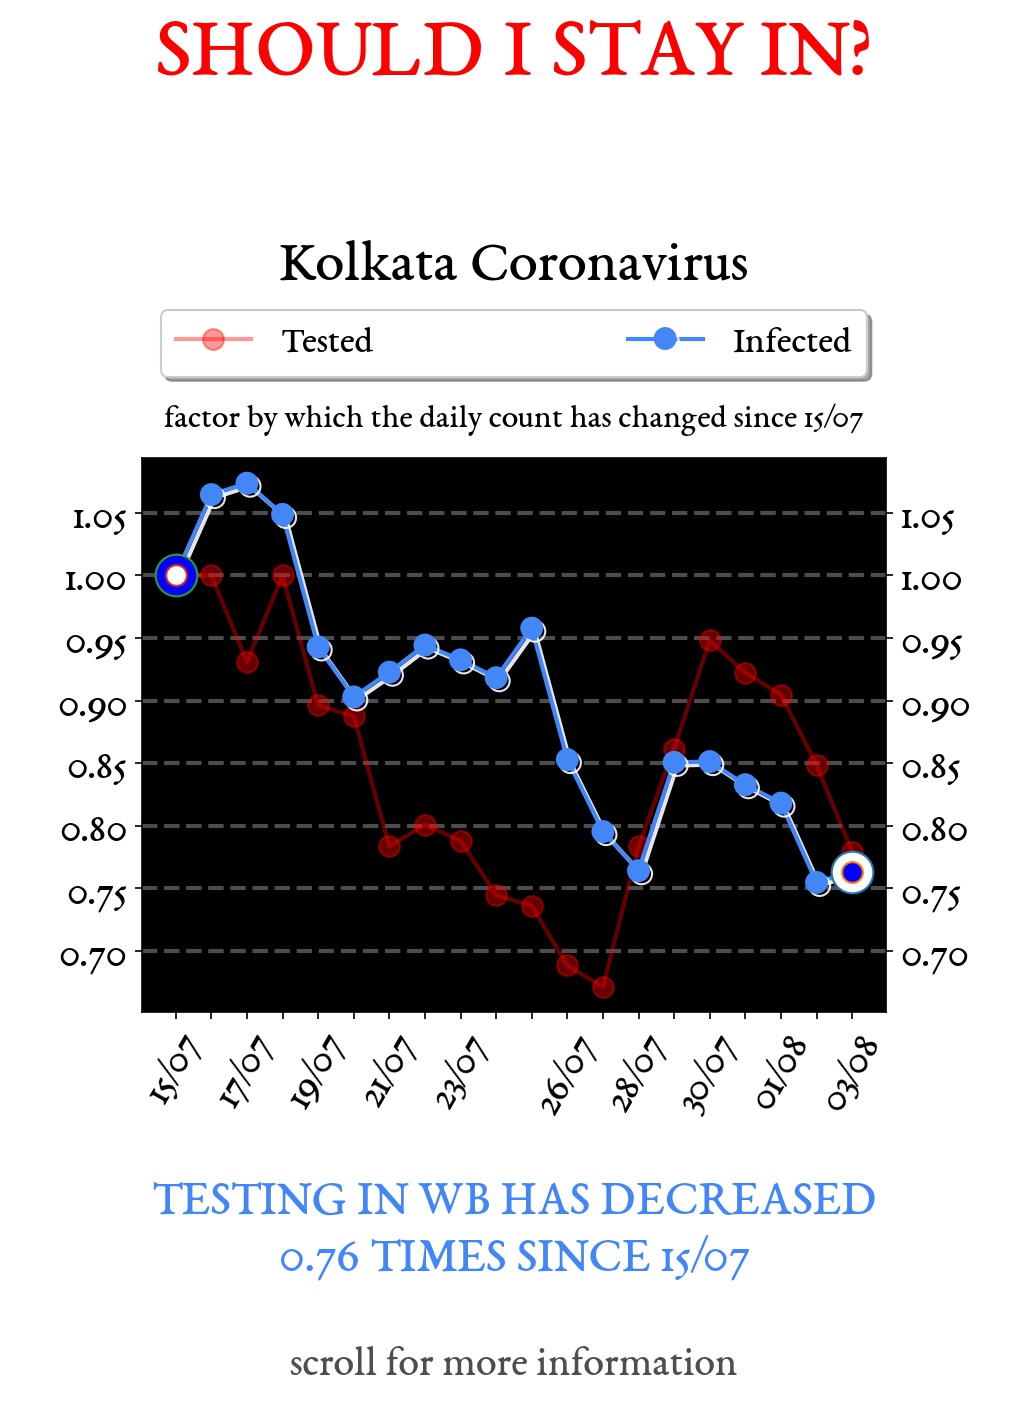 SHOULD I STAY IN?
Kolkata Coronavirus
Tested Infected
factor by which the daily count has changed since 15/07
1.05 1.05
1.00 1.00
0.95 0.95
0.90 0.90
0.85 0.85
0.80 0.80
0.75 0.75
0.70 0.70
15/07 17/07 19/07 21/07 23/07 26/07 28/07 30/07 01/08 03/08
TESTING IN WB HAS DECREASED
0.76 TIMES SINCE 15/07
scroll for more information